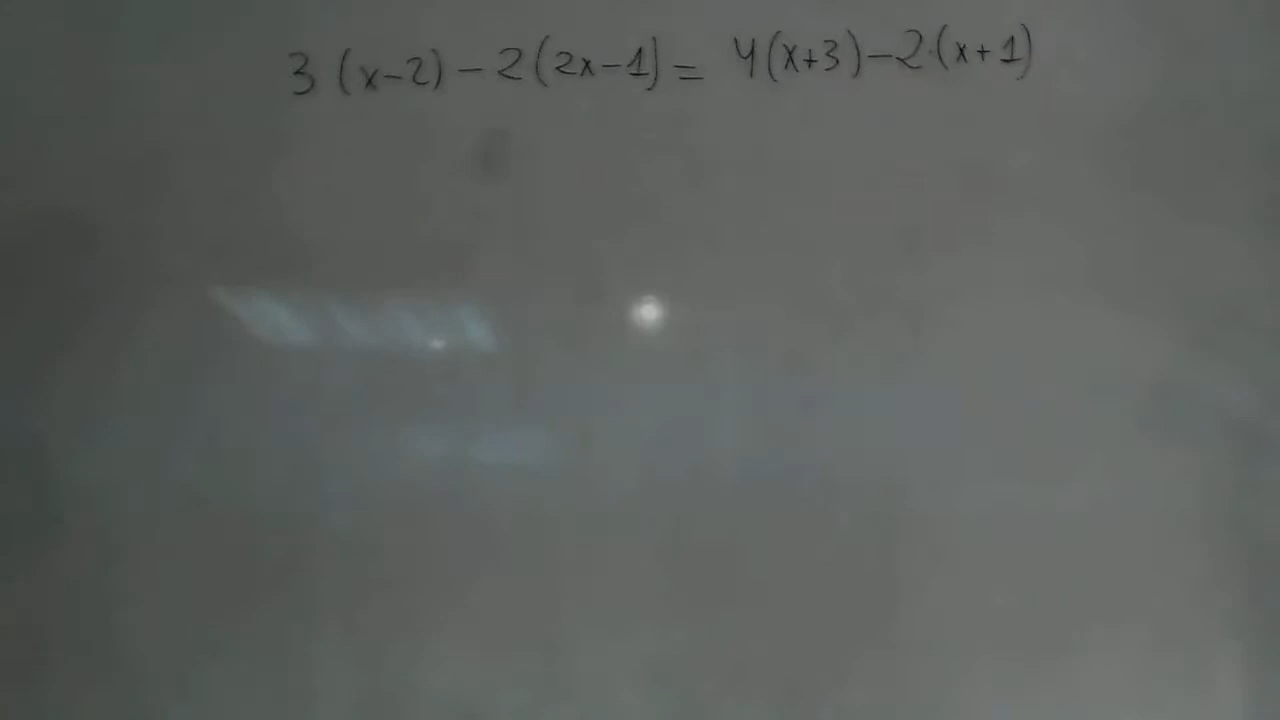 3 (x-2) - 2(2x-1) = 4(x+3) - 2·(x+1)